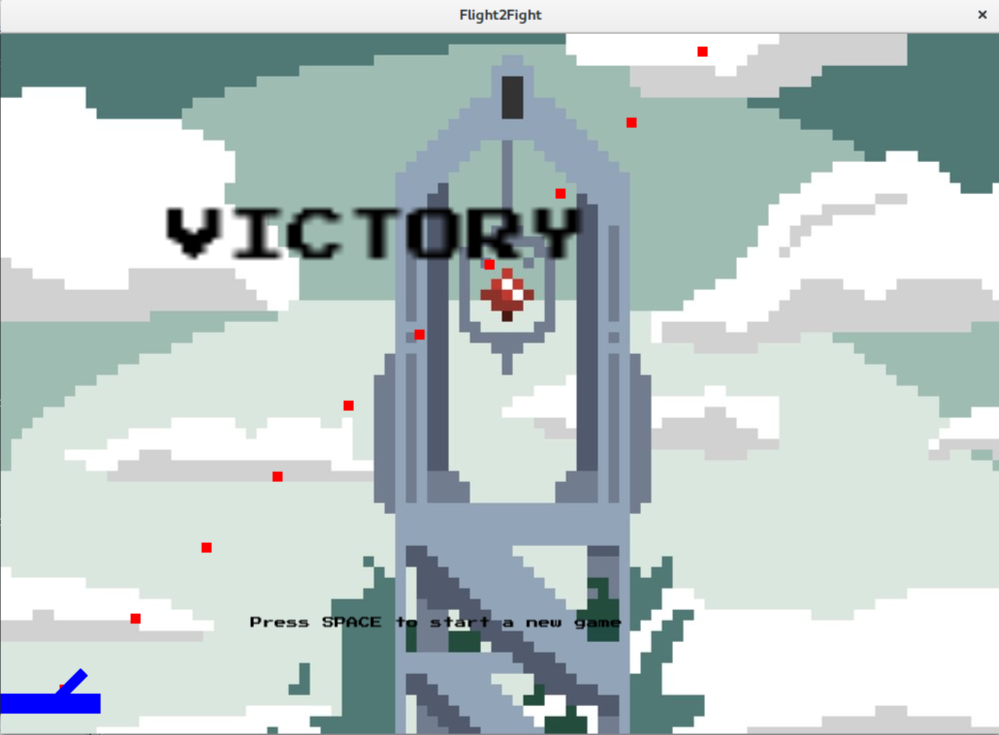 Flight2Fight
VICTORY
Press SPACE to start a new game